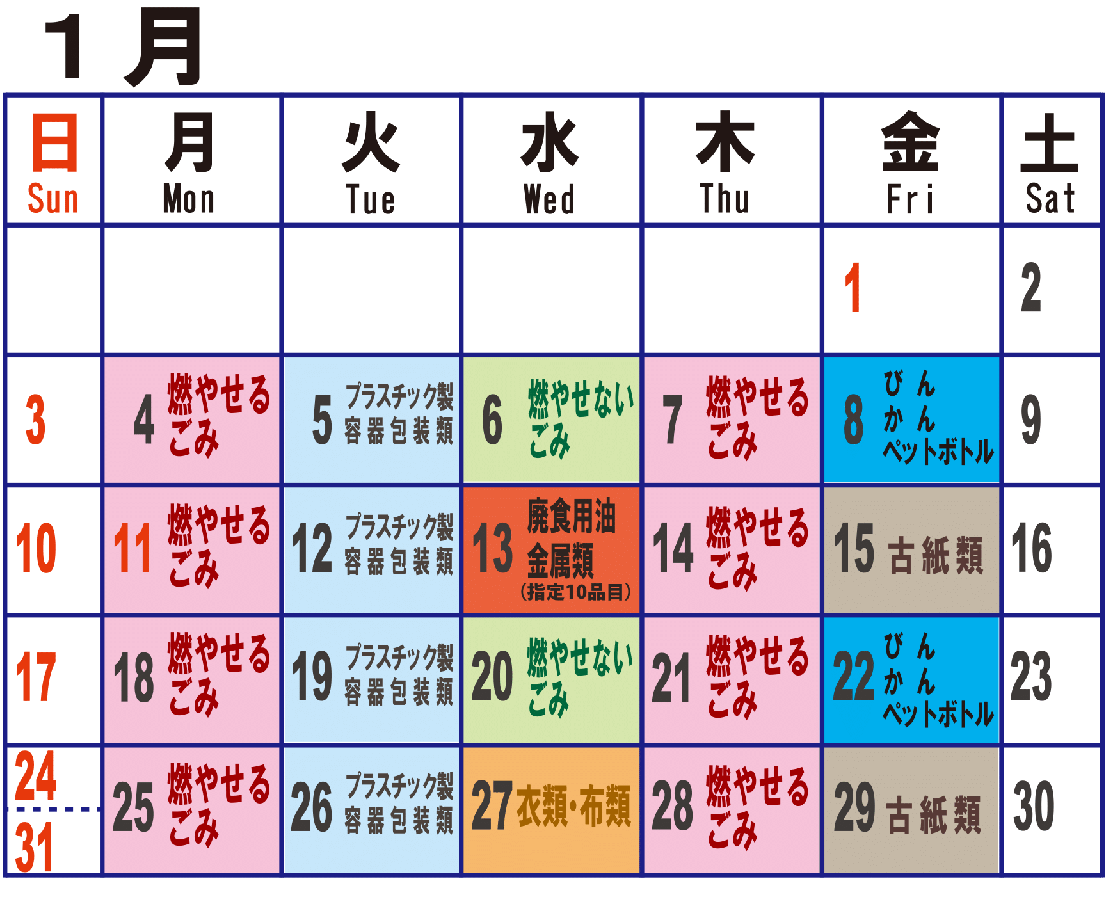 1月
日 月 火 水 木 金 土
Sun Mon Tue Wed Thu Fri Sat
1 2
3
4 燃やせる
ごみ
5 プラスチック製
容器包装類
6 燃やせない
ごみ
7 燃やせる
ごみ
8 びん
かん
ペットボトル
9
10
11 燃やせる
ごみ
12 プラスチック製
容器包装類
13 廃食用油
金属類
(指定10品目)
14 燃やせる
ごみ
15 古紙類
16
17
18 燃やせる
ごみ
19 プラスチック製
容器包装類
20 燃やせない
ごみ
21 燃やせる
ごみ
22 びん
かん
ペットボトル
23
24
31
25 燃やせる
ごみ
26 プラスチック製
容器包装類
27 衣類・布類
28 燃やせる
ごみ
29 古紙類
30